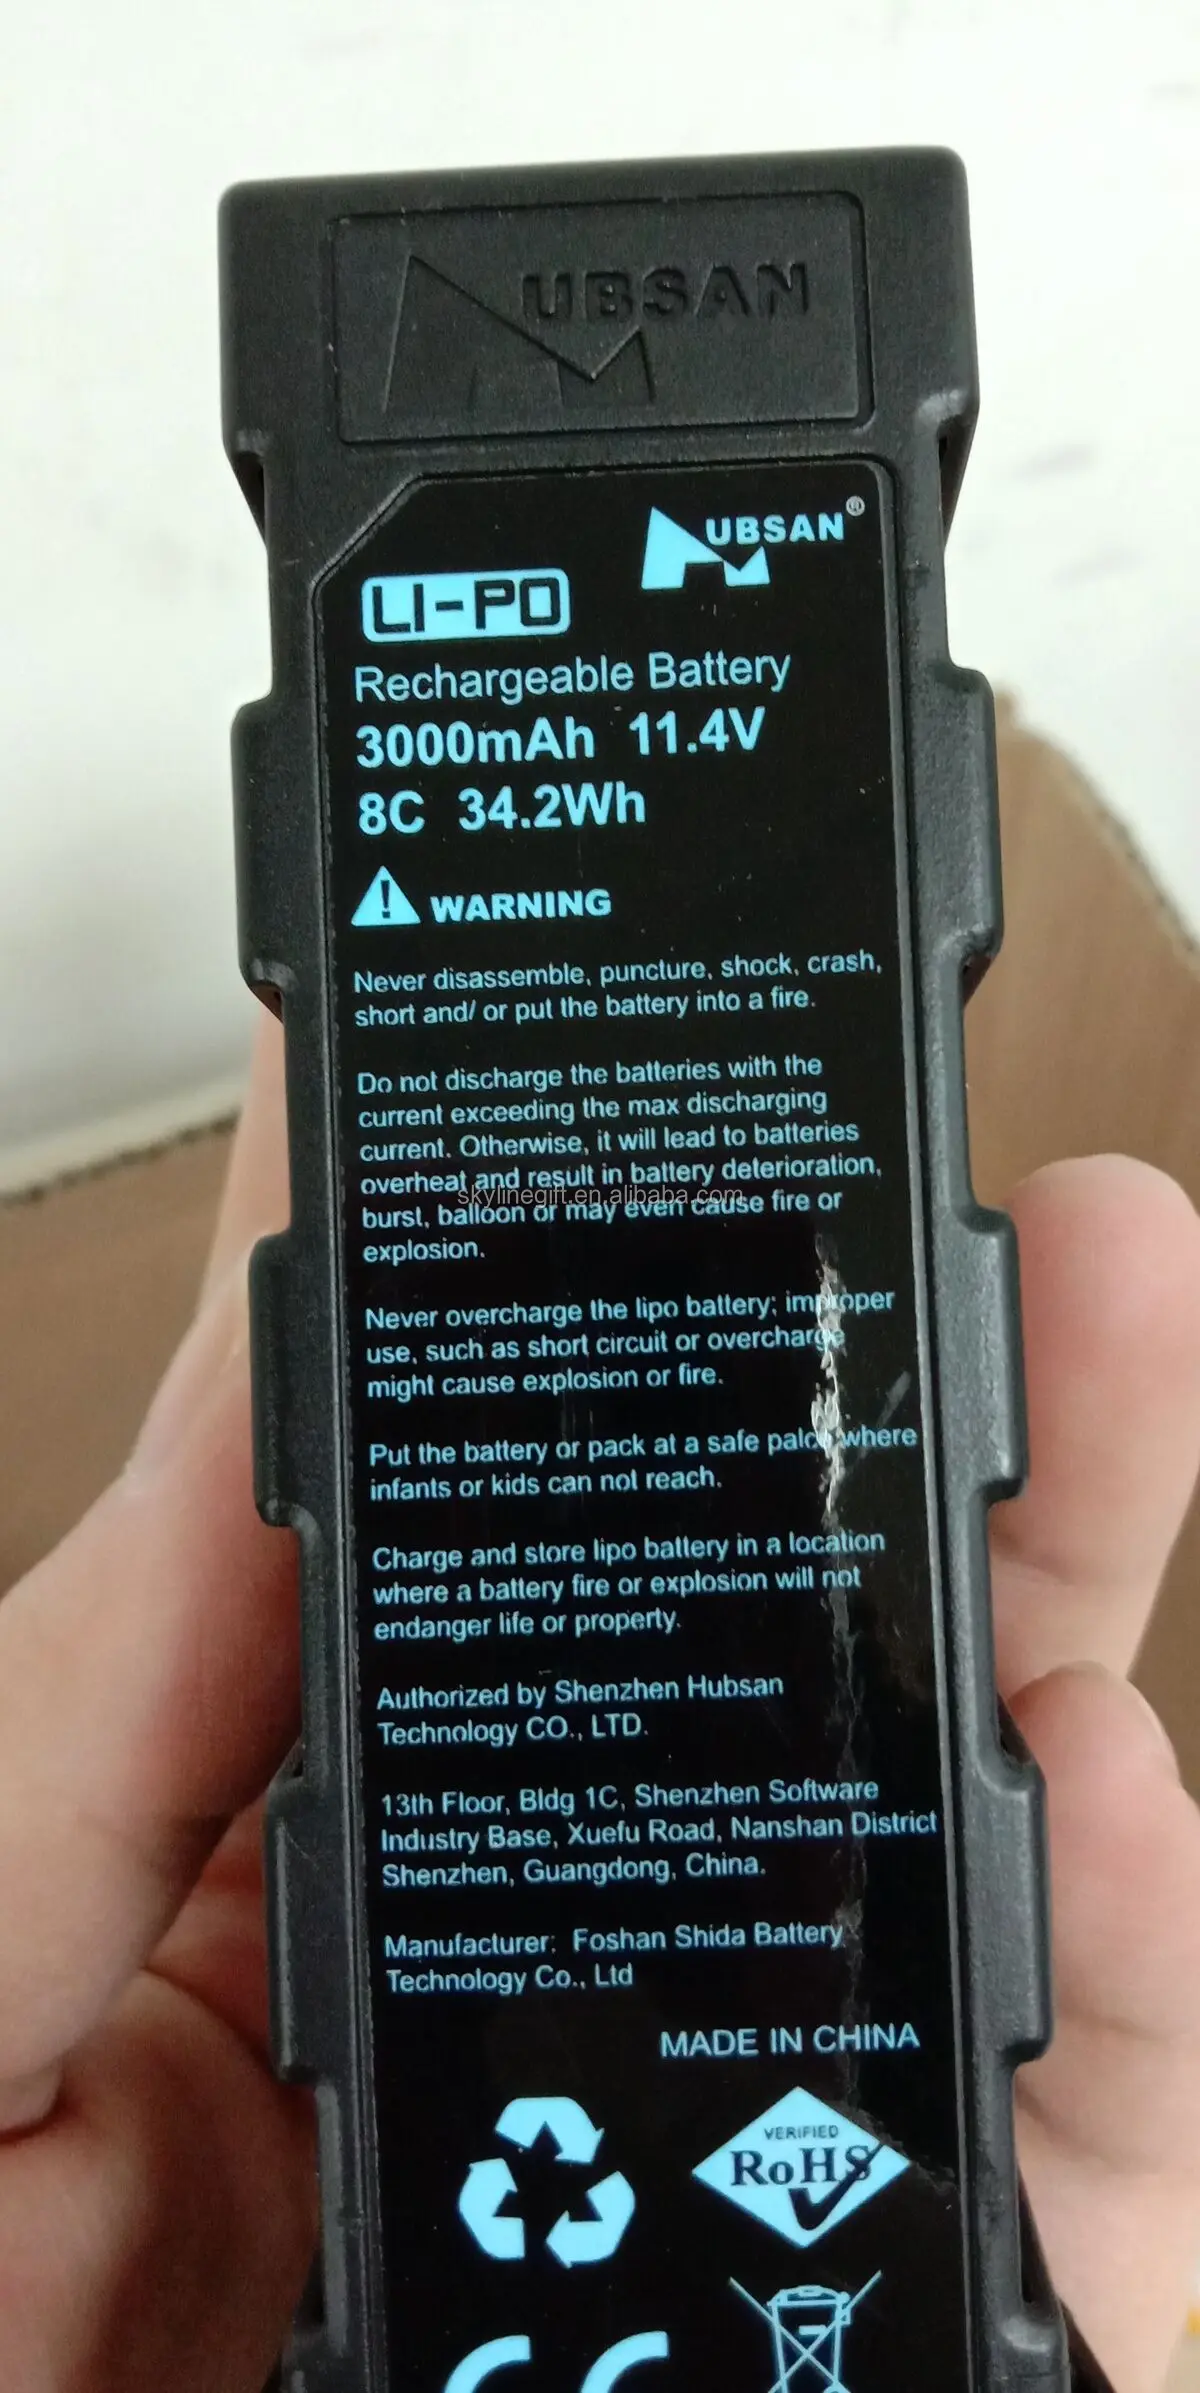 HUBSAN
HUBSAN®
LI-PO
Rechargeable Battery
3000mAh 11.4V
8C 34.2Wh
! WARNING
Never disassemble, puncture, shock, crash,
short and/ or put the battery into a fire.
Do not discharge the batteries with the
current exceeding the max discharging
current. Otherwise, it will lead to batteries
overheat and result in battery deterioration,
skylinegift.en.alibaba.com
burst, balloon or may even cause fire or
explosion.
Never overcharge the lipo battery; improper
use, such as short circuit or overcharge
might cause explosion or fire.
Put the battery or pack at a safe palce where
infants or kids can not reach.
Charge and store lipo battery in a location
where a battery fire or explosion will not
endanger life or property.
Authorized by Shenzhen Hubsan
Technology CO., LTD.
13th Floor, Bldg 1C, Shenzhen Software
Industry Base, Xuefu Road, Nanshan District
Shenzhen, Guangdong, China.
Manufacturer: Foshan Shida Battery
Technology Co., Ltd
MADE IN CHINA
VERIFIED
RoHS
CE